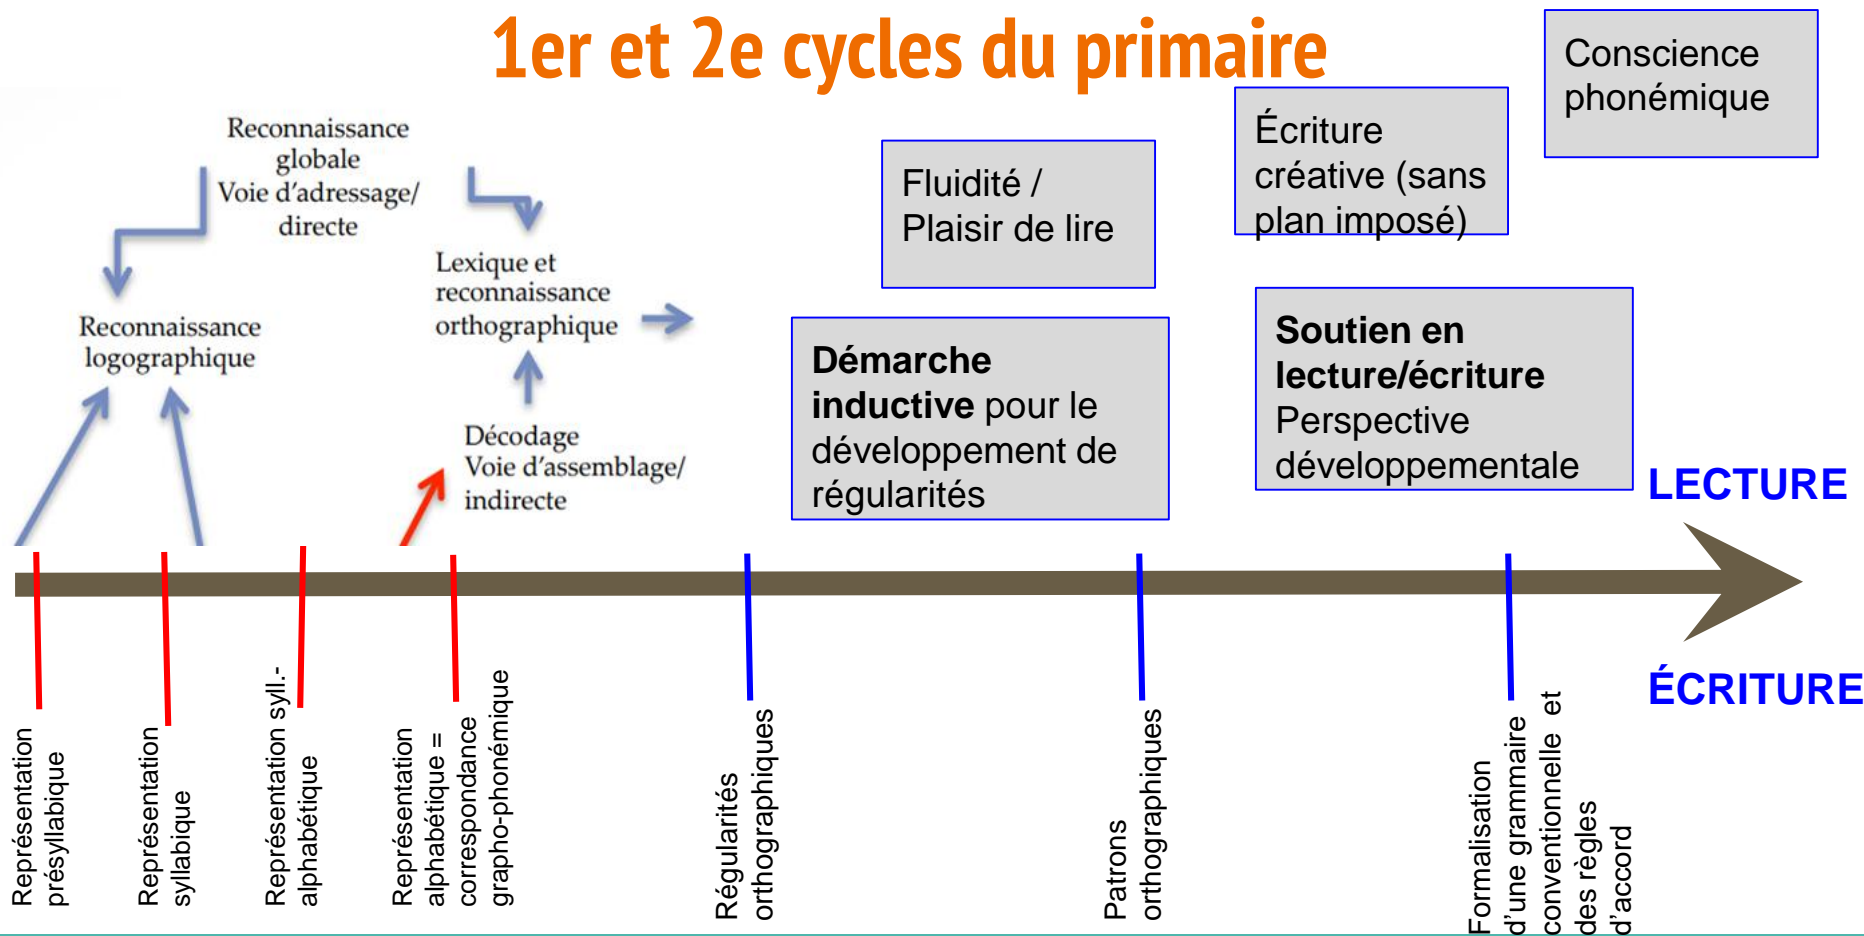 1er et 2e cycles du primaire
Conscience
phonémique
Écriture
créative (sans
plan imposé)
Fluidité /
Plaisir de lire
Reconnaissance
globale
Voie d'adressage/
directe
Lexique et
reconnaissance
orthographique
Reconnaissance
logographique
Décodage
Voie d'assemblage/
indirecte
Démarche
inductive pour le
développement de
régularités
Soutien en
lecture/écriture
Perspective
développementale
LECTURE
ÉCRITURE
Représentation
présyllabique
Représentation
syllabique
Représentation syll.-
alphabétique
Représentation
alphabétique =
correspondance
grapho-phonémique
Régularités
orthographiques
Patrons
orthographiques
Formalisation
d'une grammaire
conventionnelle et
des règles
d'accord